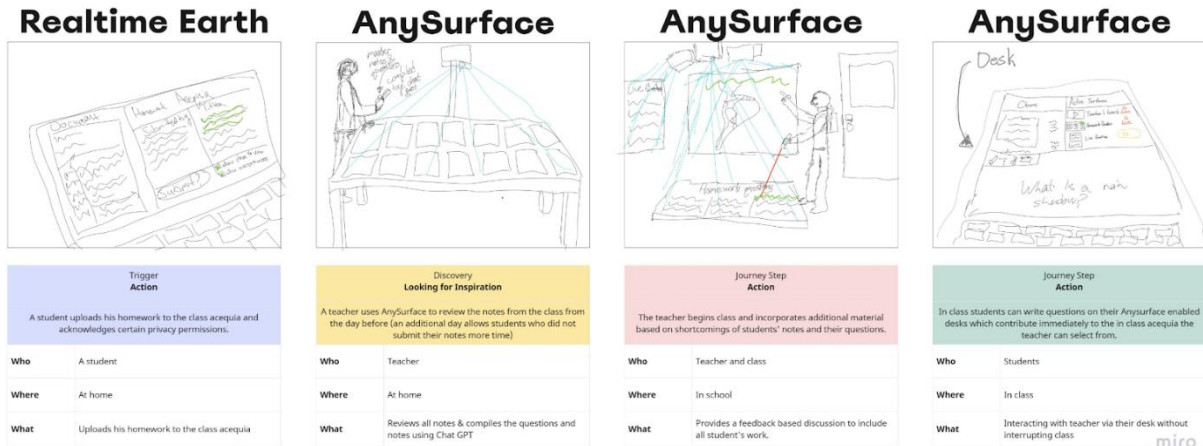 Realtime Earth
Document
Homework Acequia
Submit?
Trigger
Action
A student uploads his homework to the class acequia and
acknowledges certain privacy permissions.
Who
A student
Where
At home
What
Uploads his homework to the class acequia
AnySurface
Discovery
Looking for Inspiration
A teacher uses AnySurface to review the notes from the class from
the day before (an additional day allows students who did not
submit their notes more time)
Who
Teacher
Where
At home
What
Reviews all notes & compiles the questions and
notes using Chat GPT
AnySurface
Live
Homework
Journey Step
Action
The teacher begins class and incorporates additional material
based on shortcomings of students' notes and their questions.
Who
Teacher and class
Where
In school
What
Provides a feedback based discussion to include
all student's work.
AnySurface
Desk
What is a rain
shadow?
Journey Step
Action
In class students can write questions on their Anysurface enabled
desks which contribute immediately to the in class acequia the
teacher can select from.
Who
Students
Where
In class
What
Interacting with teacher via their desk without
interrupting class
miro